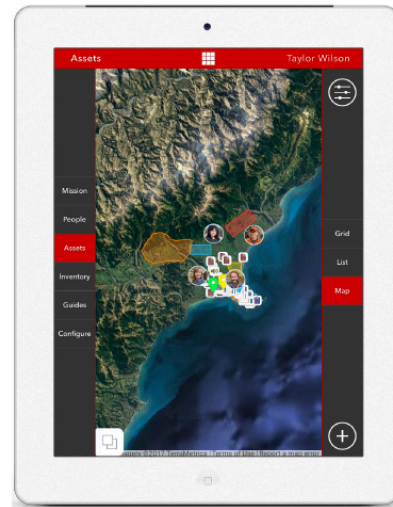 Assets
Taylor Wilson
Mission
People
Assets
Inventory
Guides
Configure
Grid
List
Map
©2017 TerraMetrics | Terms of Use | Report a map error